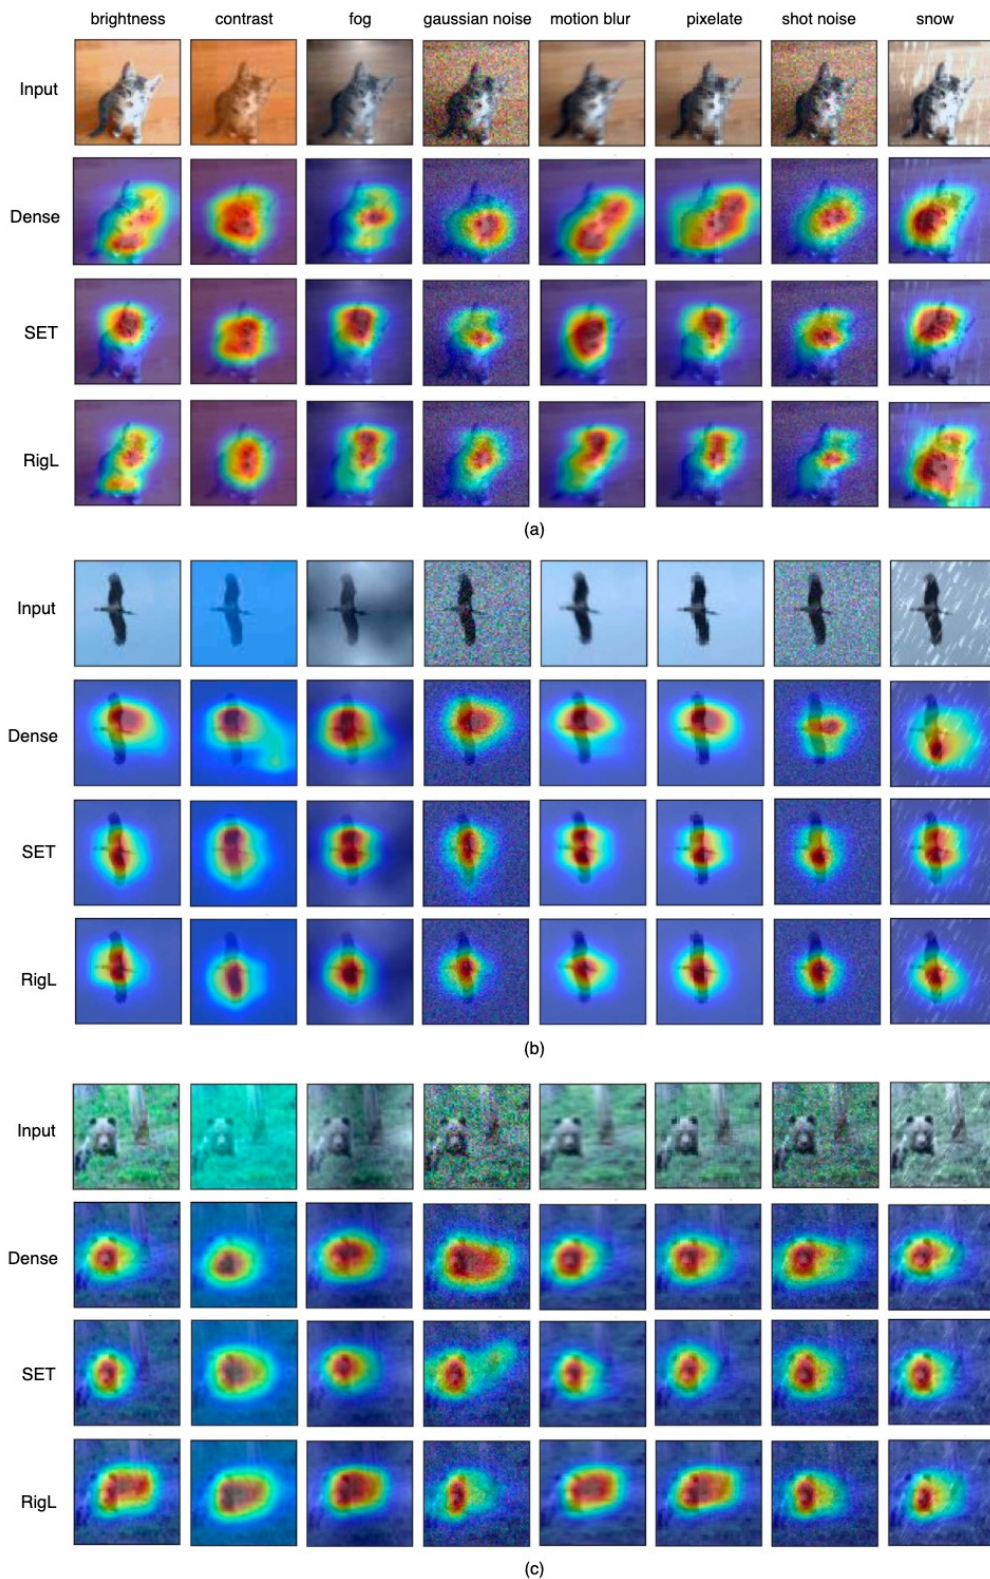 brightness contrast fog gaussian noise motion blur pixelate shot noise snow
Input
Dense
SET
RigL
(a)
Input
Dense
SET
RigL
(b)
Input
Dense
SET
RigL
(c)